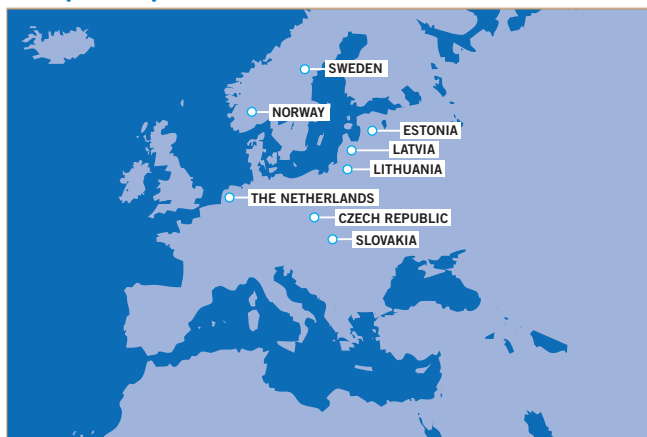 SWEDEN
NORWAY
ESTONIA
LATVIA
LITHUANIA
THE NETHERLANDS
CZECH REPUBLIC
SLOVAKIA